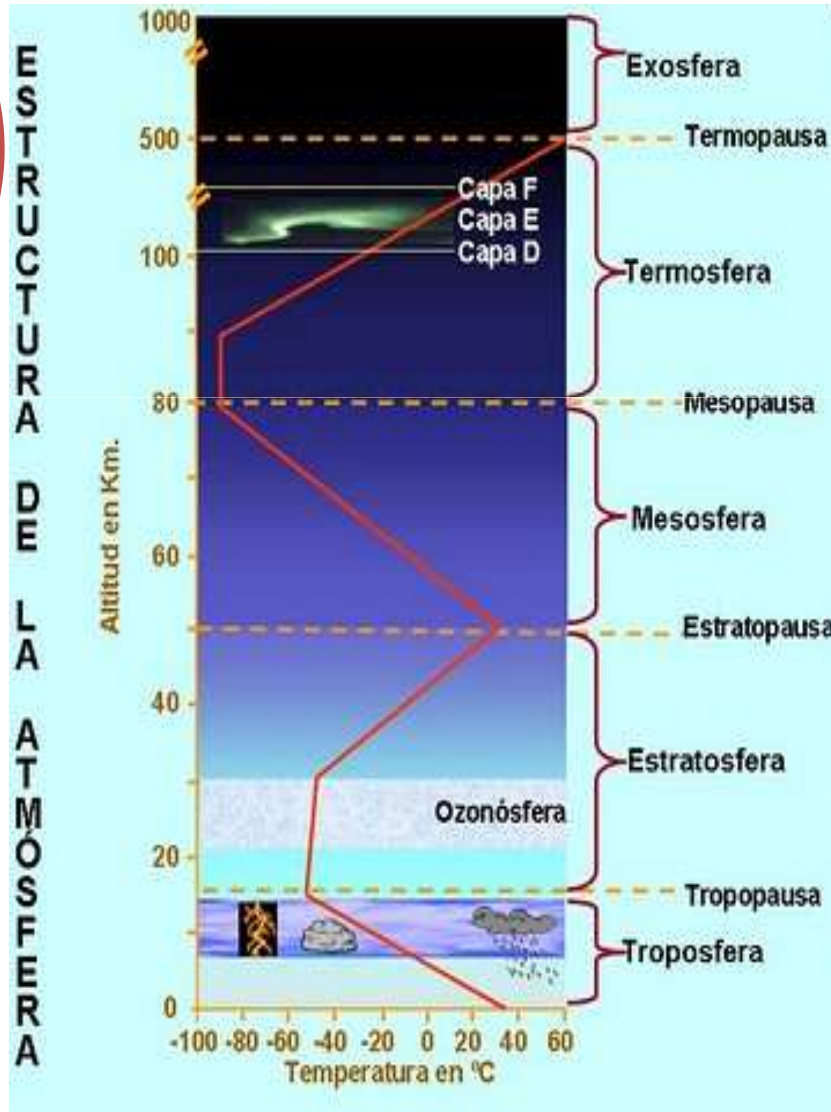 ESTRUCTURA DE LA ATMÓSFERA
1000
Exosfera
500
Termopausa
Capa F
Capa E
Capa D
100
Termosfera
80
Mesopausa
Altitud en Km.
Mesosfera
60
Estratopausa
40
Estratosfera
Ozonósfera
20
Tropopausa
Troposfera
0
-100 -80 -60 -40 -20 0 20 40 60
Temperatura en ºC